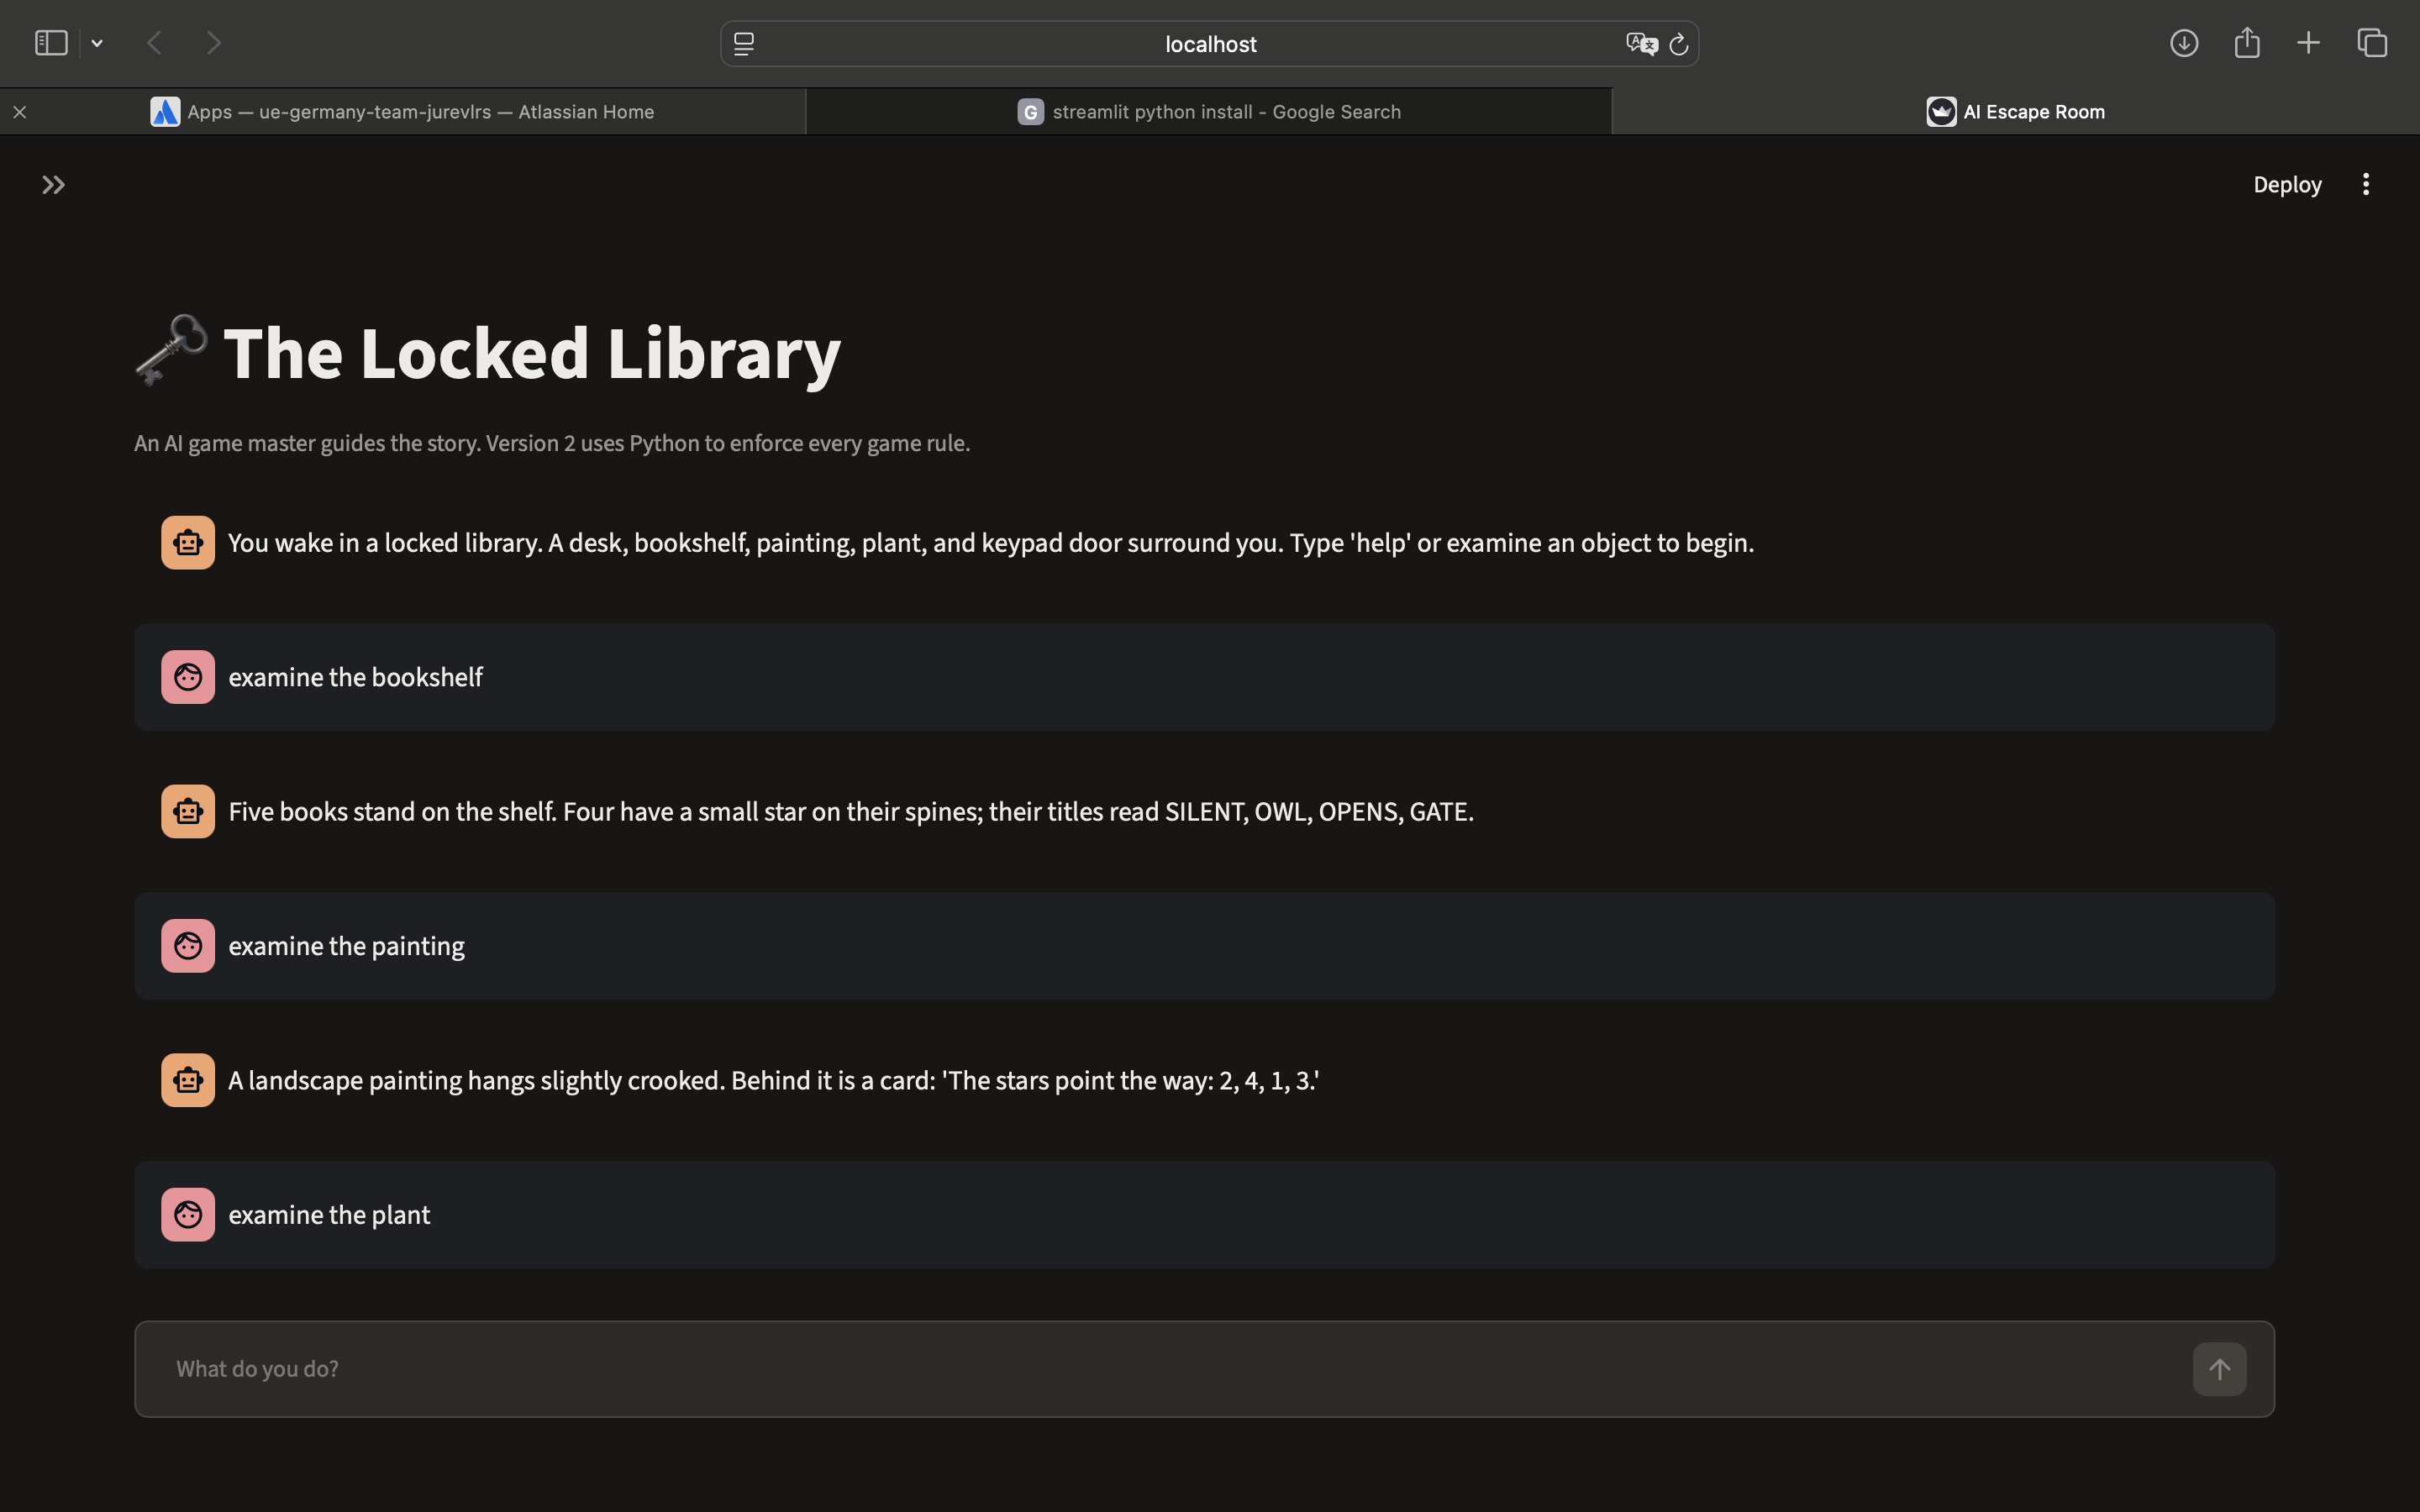 localhost
Apps — ue-germany-team-jurevlrs — Atlassian Home
G streamlit python install - Google Search
AI Escape Room
Deploy
The Locked Library
An AI game master guides the story. Version 2 uses Python to enforce every game rule.
You wake in a locked library. A desk, bookshelf, painting, plant, and keypad door surround you. Type 'help' or examine an object to begin.
examine the bookshelf
Five books stand on the shelf. Four have a small star on their spines; their titles read SILENT, OWL, OPENS, GATE.
examine the painting
A landscape painting hangs slightly crooked. Behind it is a card: 'The stars point the way: 2, 4, 1, 3.'
examine the plant
What do you do?